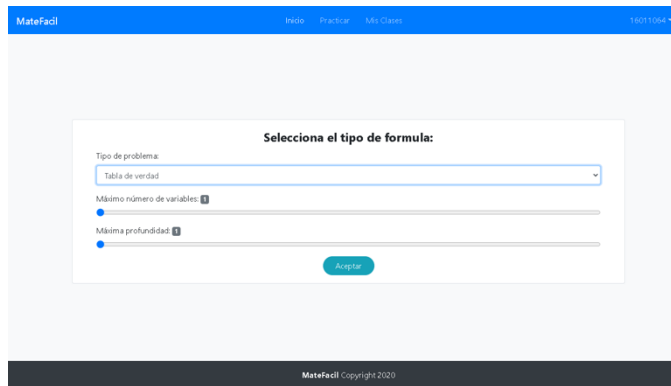 MateFacil Inicio Practicar Mis Clases 16011064
Selecciona el tipo de formula:
Tipo de problema:
Tabla de verdad
Máximo número de variables: 1
Máxima profundidad: 1
Aceptar
MateFacil Copyright 2020